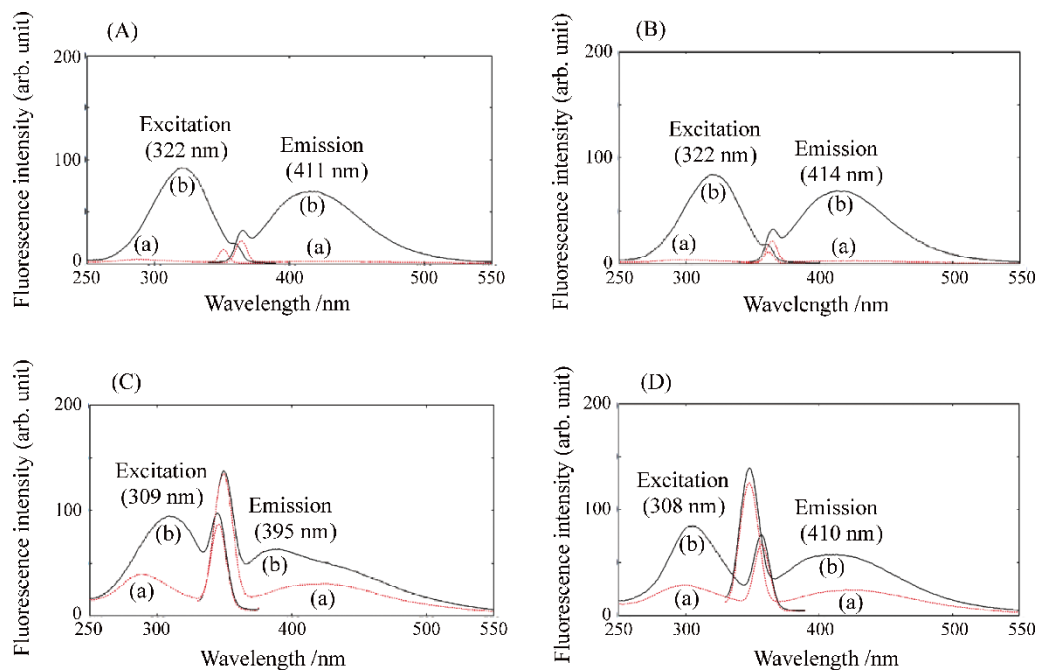 (A)
Fluorescence intensity (arb. unit)
200
100
0
Excitation
(322 nm)
(b)
(a)
Emission
(411 nm)
(b)
(a)
250
300
400
500
550
Wavelength /nm
(B)
Fluorescence intensity (arb. unit)
200
100
0
Excitation
(322 nm)
(b)
(a)
Emission
(414 nm)
(b)
(a)
250
300
400
500
550
Wavelength /nm
(C)
Fluorescence intensity (arb. unit)
200
100
0
Excitation
(309 nm)
(b)
(a)
Emission
(395 nm)
(b)
(a)
250
300
400
500
550
Wavelength /nm
(D)
Fluorescence intensity (arb. unit)
200
100
0
Excitation
(308 nm)
(b)
(a)
Emission
(410 nm)
(b)
(a)
250
300
400
500
550
Wavelength /nm